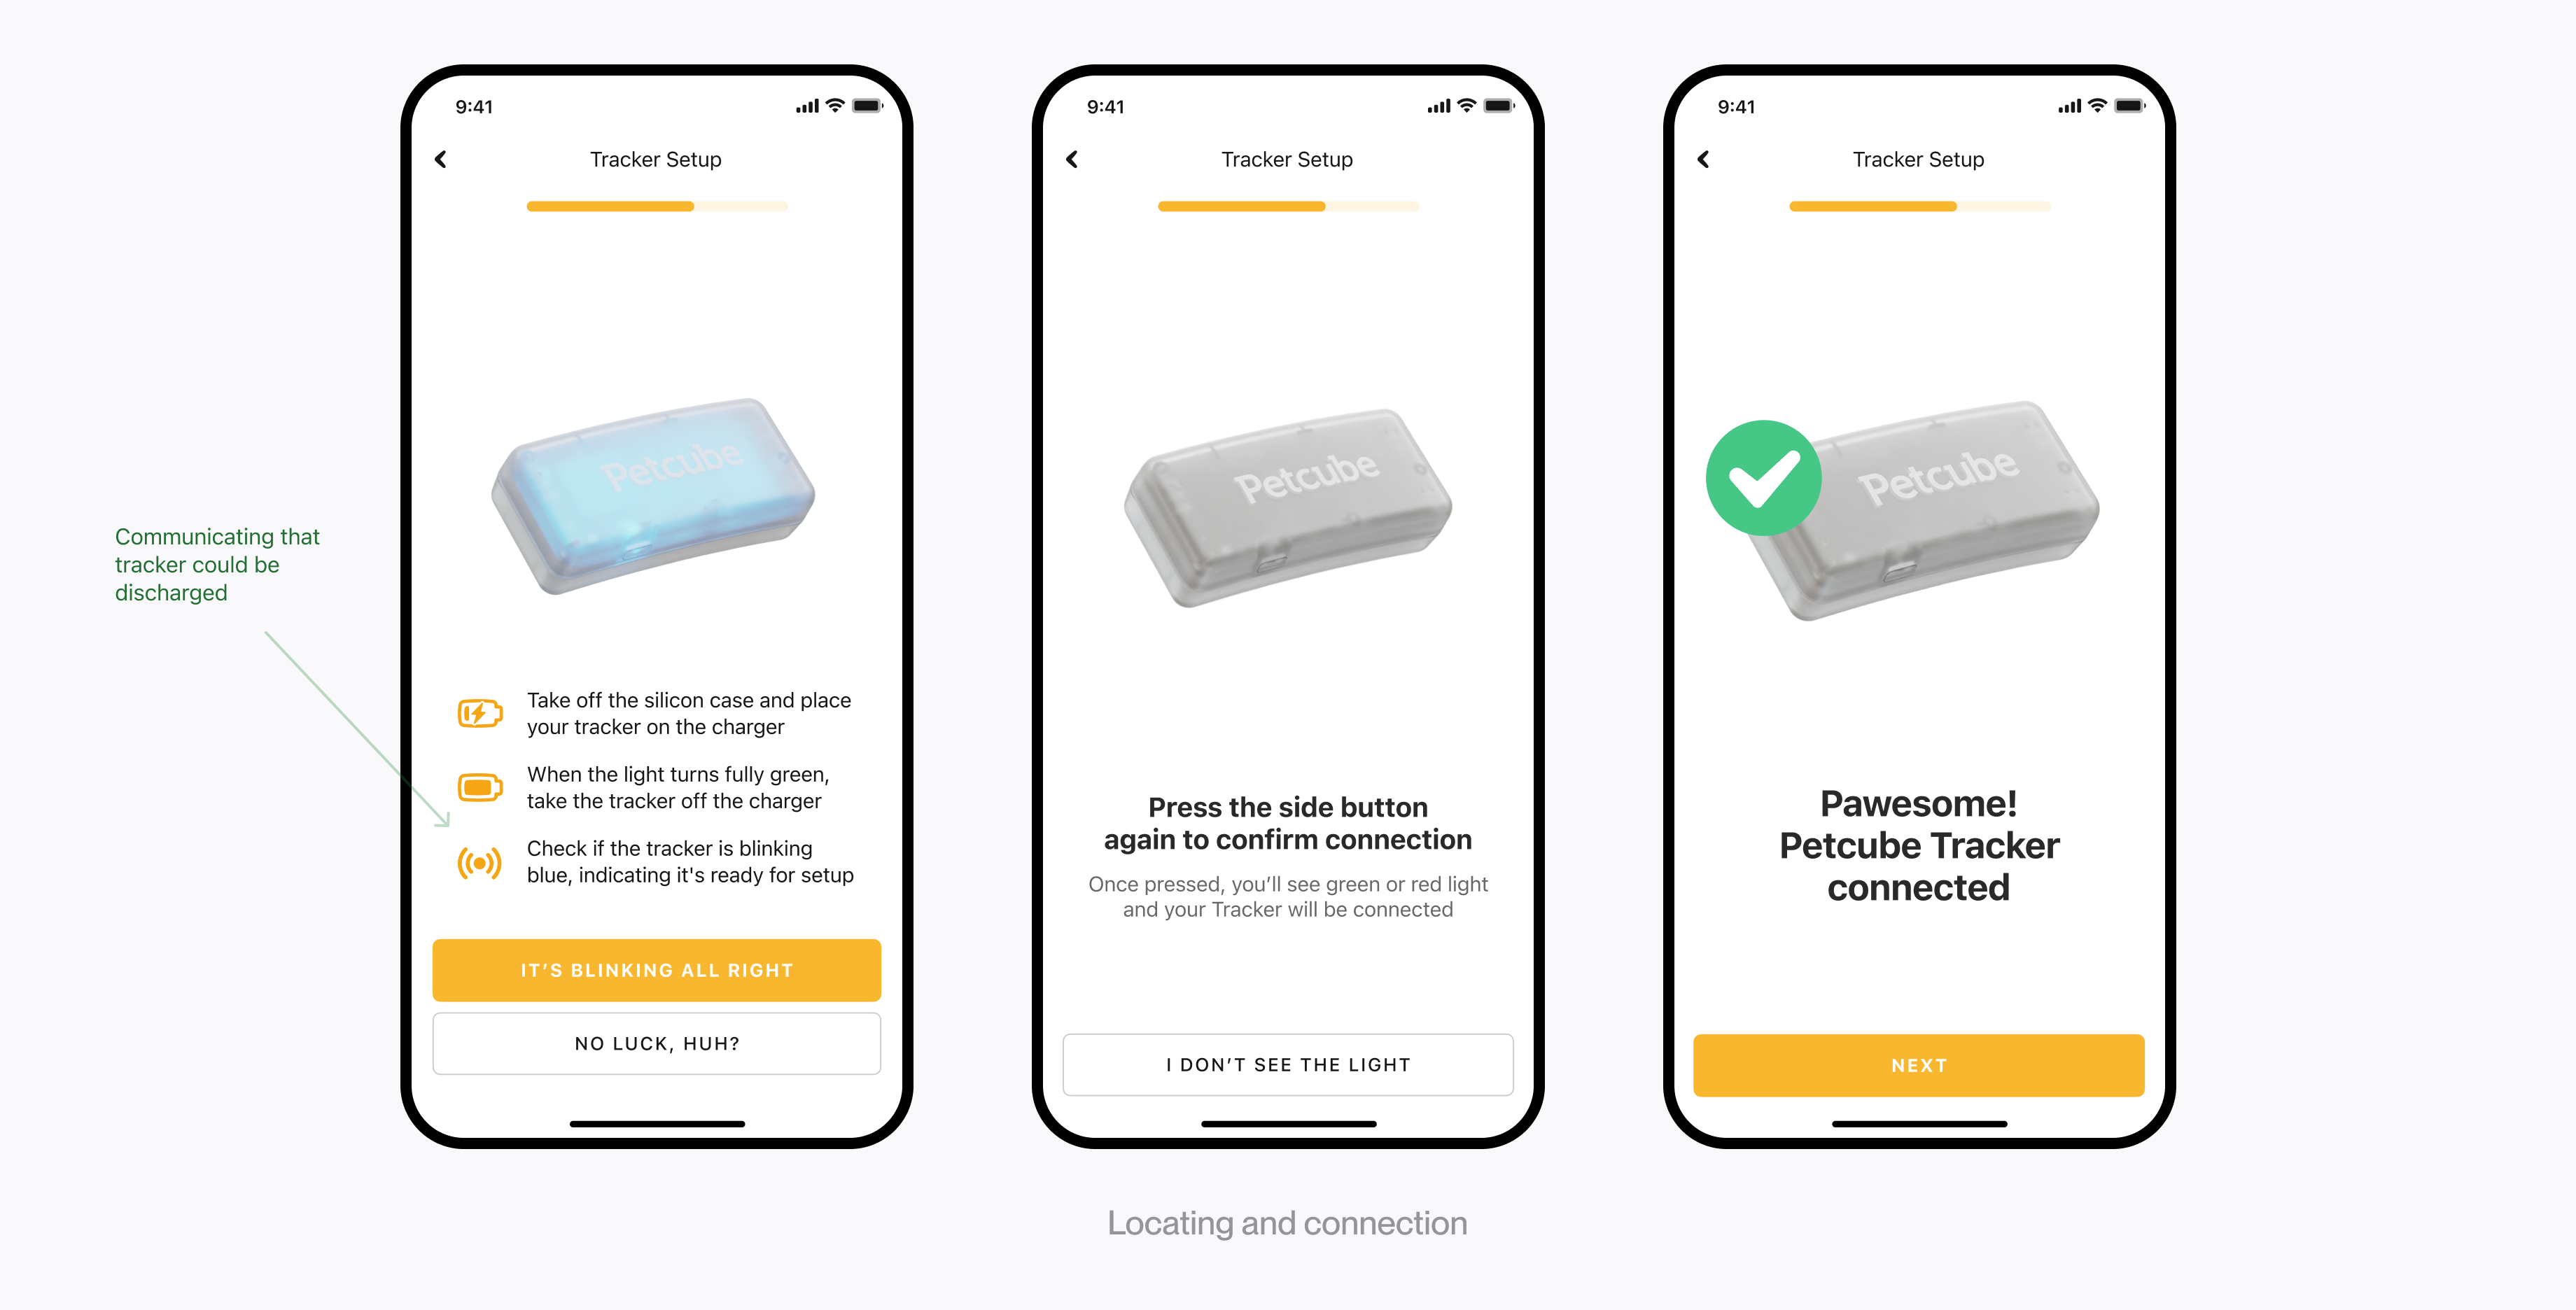 Communicating that
tracker could be
discharged
9:41
Tracker Setup
Petcube
Take off the silicon case and place
your tracker on the charger
When the light turns fully green,
take the tracker off the charger
Check if the tracker is blinking
blue, indicating it's ready for setup
IT’S BLINKING ALL RIGHT
NO LUCK, HUH?
9:41
Tracker Setup
Petcube
Press the side button
again to confirm connection
Once pressed, you’ll see green or red light
and your Tracker will be connected
I DON’T SEE THE LIGHT
9:41
Tracker Setup
Petcube
Pawesome!
Petcube Tracker
connected
NEXT
Locating and connection